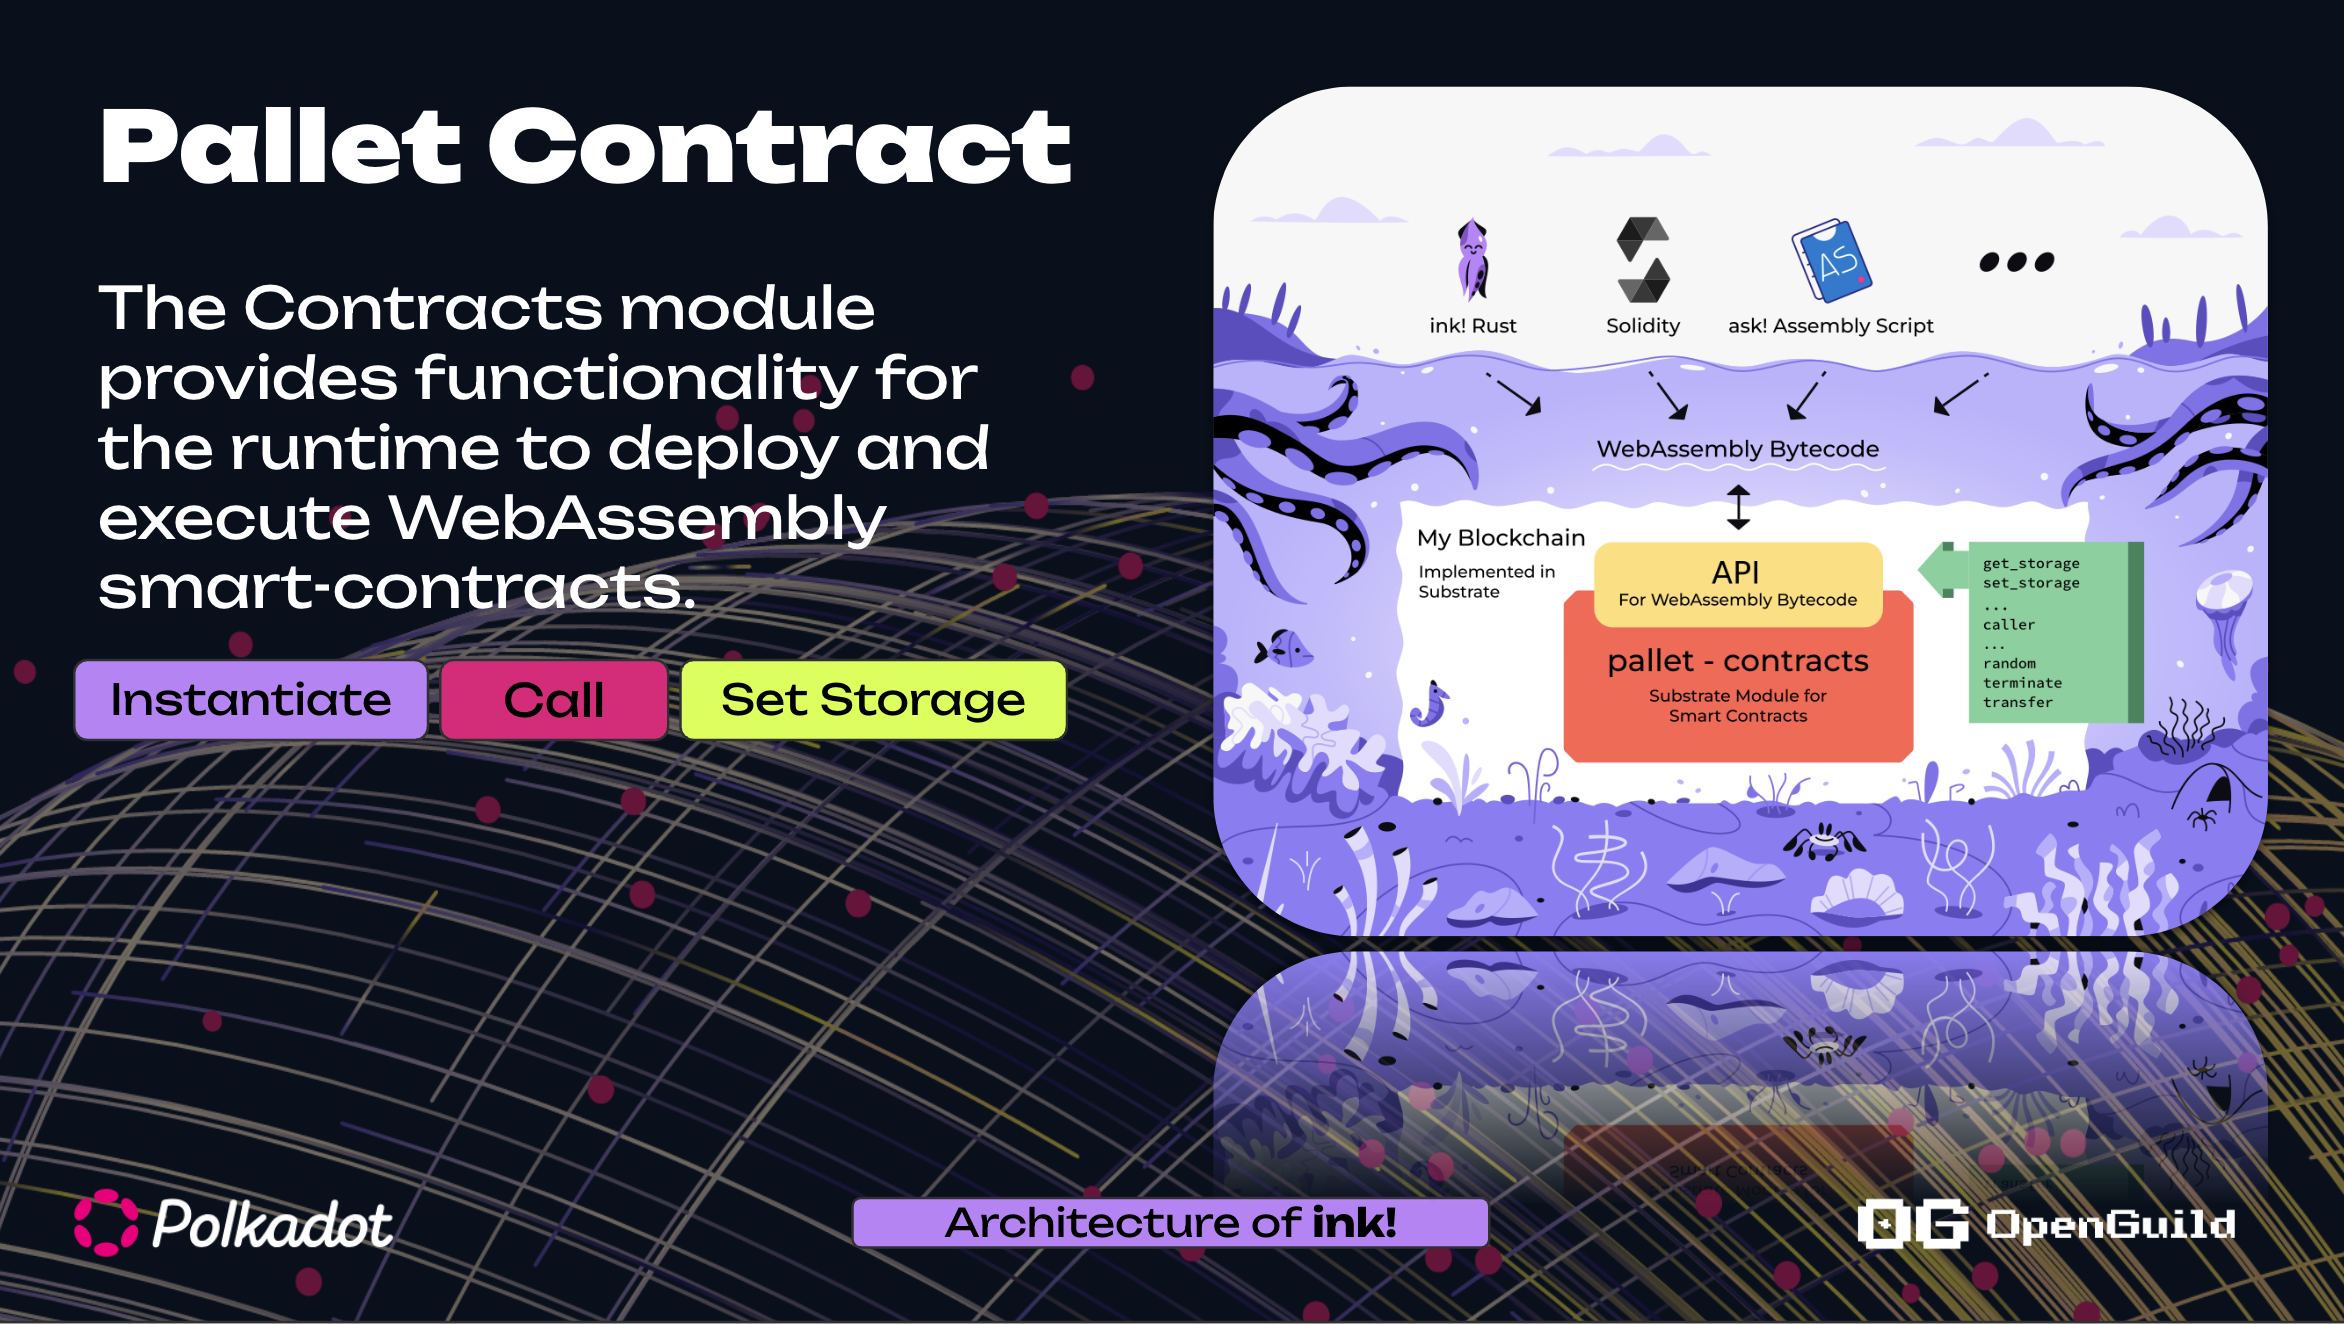 Pallet Contract
The Contracts module
provides functionality for
the runtime to deploy and
execute WebAssembly
smart-contracts.
Instantiate
Call
Set Storage
ink! Rust
Solidity
AS
ask! Assembly Script
WebAssembly Bytecode
My Blockchain
Implemented in
Substrate
API
For WebAssembly Bytecode
pallet - contracts
Substrate Module for
Smart Contracts
get_storage
set_storage
...
caller
...
random
terminate
transfer
Smart Contracts
Polkadot
Architecture of ink!
OG OpenGuild